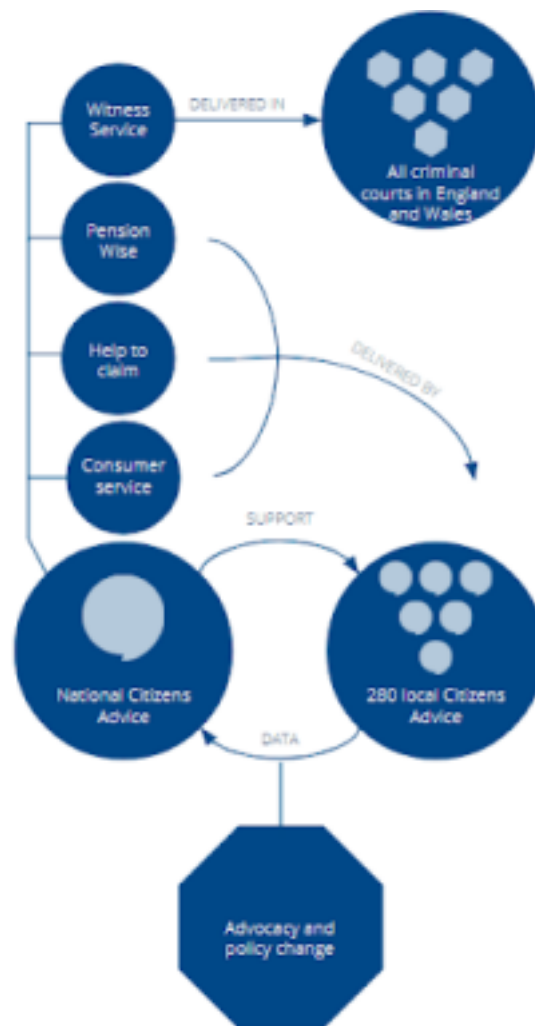 Witness
Service
DELIVERED IN
All criminal
courts in England
and Wales
Pension
Wise
Help to
claim
DELIVERED BY
Consumer
service
SUPPORT
National Citizens
Advice
280 local Citizens
Advice
DATA
Advocacy and
policy change